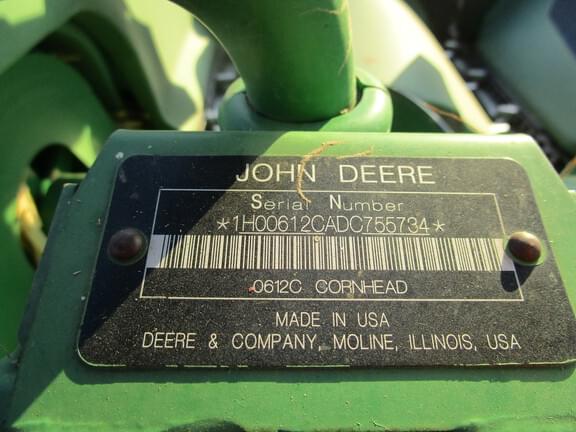 JOHN DEERE
Serial Number
*1H00612CADC755734*
0612C CORNHEAD
MADE IN USA
DEERE & COMPANY, MOLINE, ILLINOIS, USA